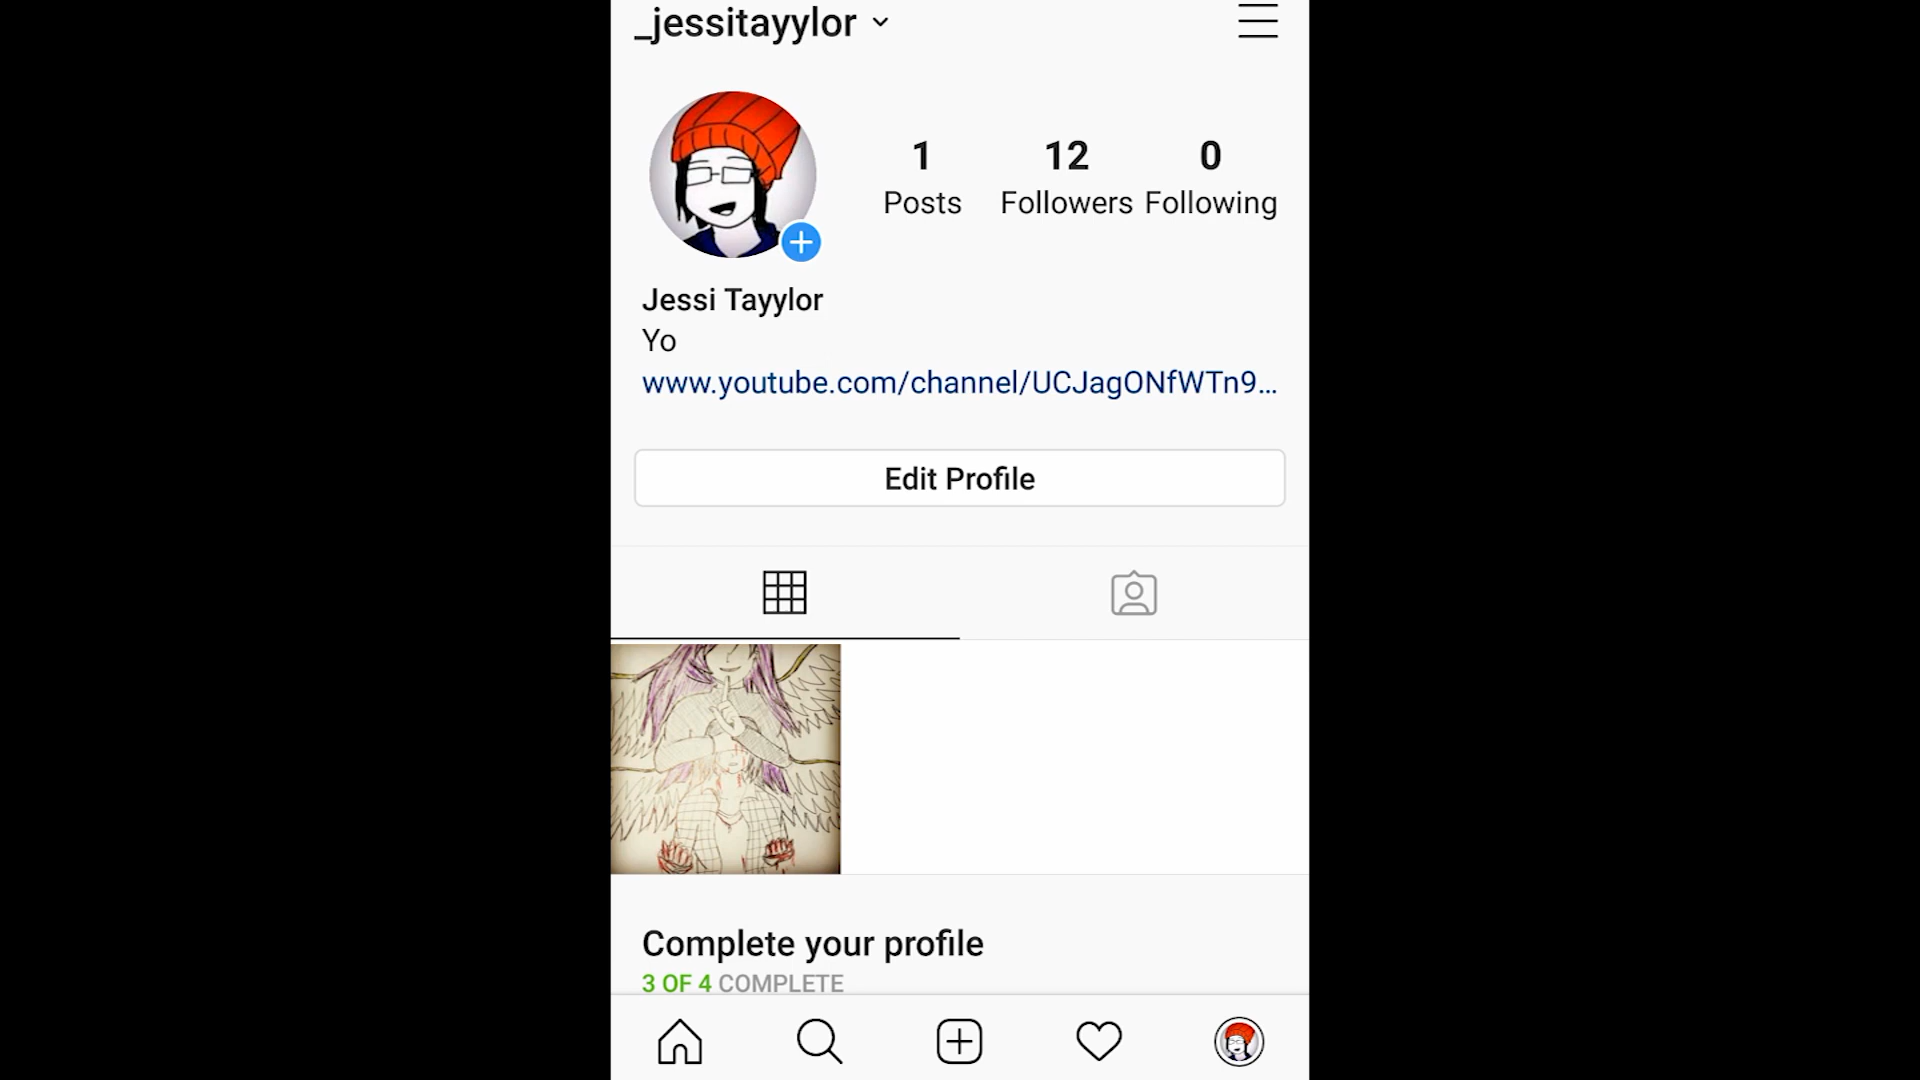 _jessitayylor
1 12 0
Posts Followers Following
Jessi Tayylor
Yo
www.youtube.com/channel/UCJagONfWTn9...
Edit Profile
Complete your profile
3 OF 4 COMPLETE